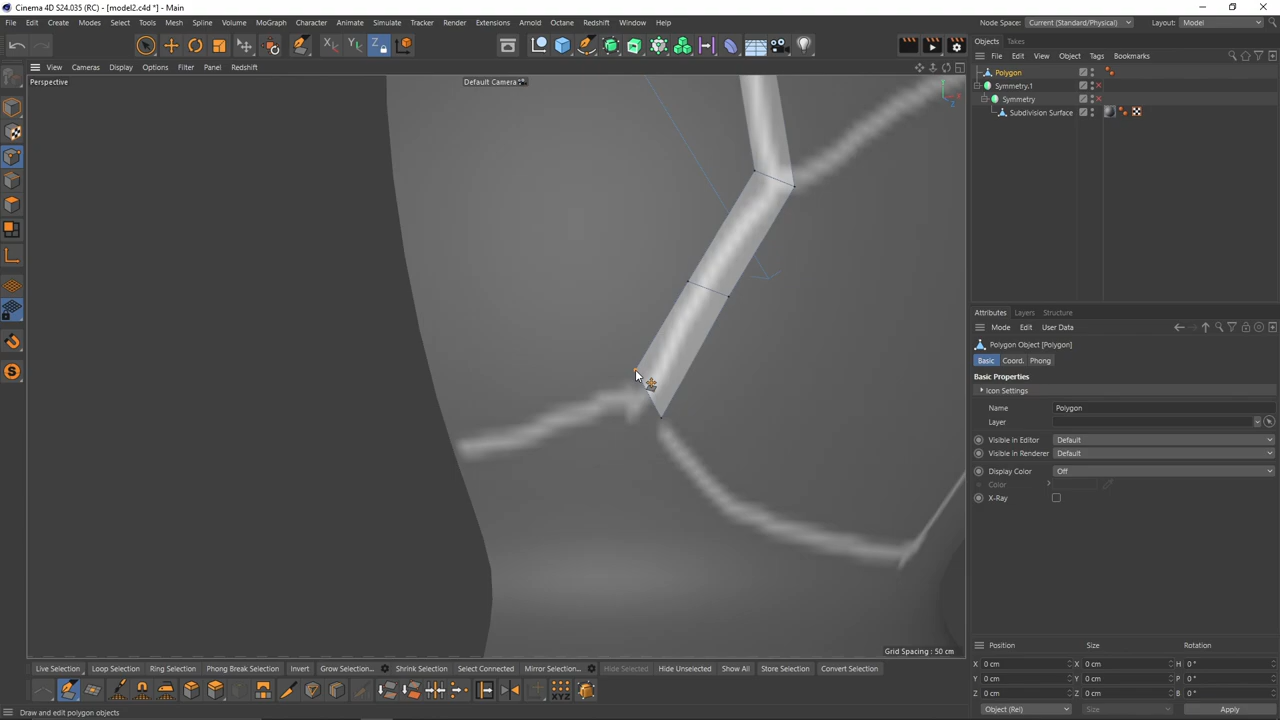 Cinema 4D S24.035 (RC) - [model2.c4d *] - Main
File Edit Create Modes Select Tools Mesh Spline Volume MoGraph Character Animate Simulate Tracker Render Extensions Arnold Octane Redshift Window Help
Node Space: Current (Standard/Physical) Layout: Model
View Cameras Display Options Filter Panel Redshift
Perspective
Default Camera
X Y Z
Objects Takes
File Edit View Object Tags Bookmarks
Polygon
Symmetry.1
Symmetry
Subdivision Surface
Attributes Layers Structure
Mode Edit User Data
Polygon Object [Polygon]
Basic Coord. Phong
Basic Properties
Icon Settings
Name Polygon
Layer
Visible in Editor Default
Visible in Renderer Default
Display Color Off
Color
X-Ray
Grid Spacing : 50 cm
Position Size Rotation
X 0 cm X 0 cm H 0 °
Y 0 cm Y 0 cm P 0 °
Z 0 cm Z 0 cm B 0 °
Object (Rel) Size Apply
Live Selection Loop Selection Ring Selection Phong Break Selection Invert Grow Selection... Shrink Selection Select Connected Mirror Selection... Hide Selected Hide Unselected Show All Store Selection Convert Selection
XYZ
Draw and edit polygon objects